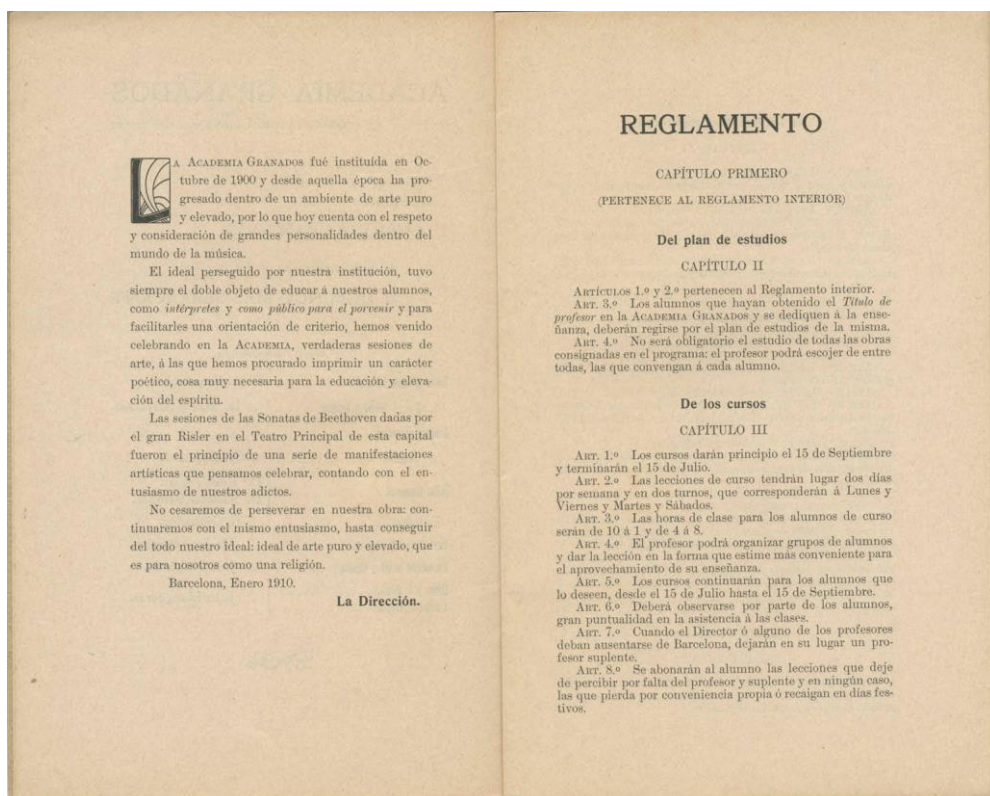 LA ACADEMIA GRANADOS fué instituída en Oc-
tubre de 1900 y desde aquella época ha pro-
gresado dentro de un ambiente de arte puro
y elevado, por lo que hoy cuenta con el respeto
y consideración de grandes personalidades dentro del
mundo de la música.
El ideal perseguido por nuestra institución, tuvo
siempre el doble objeto de educar á nuestros alumnos,
como intérpretes y como público para el porvenir y para
facilitarles una orientación de criterio, hemos venido
celebrando en la ACADEMIA, verdaderas sesiones de
arte, á las que hemos procurado imprimir un carácter
poético, cosa muy necesaria para la educación y eleva-
ción del espíritu.
Las sesiones de las Sonatas de Beethoven dadas por
el gran Risler en el Teatro Principal de esta capital
fueron el principio de una serie de manifestaciones
artísticas que pensamos celebrar, contando con el en-
tusiasmo de nuestros adictos.
No cesaremos de perseverar en nuestra obra: con-
tinuaremos con el mismo entusiasmo, hasta conseguir
del todo nuestro ideal: ideal de arte puro y elevado, que
es para nosotros como una religión.
Barcelona, Enero 1910.
La Dirección.
REGLAMENTO
CAPÍTULO PRIMERO
(PERTENECE AL REGLAMENTO INTERIOR)
Del plan de estudios
CAPÍTULO II
ARTÍCULOS 1.º y 2.º pertenecen al Reglamento interior.
ART. 3.º Los alumnos que hayan obtenido el Título de
profesor en la ACADEMIA GRANADOS y se dediquen á la ense-
ñanza, deberán regirse por el plan de estudios de la misma.
ART. 4.º No será obligatorio el estudio de todas las obras
consignadas en el programa: el profesor podrá escojer de entre
todas, las que convengan á cada alumno.
De los cursos
CAPÍTULO III
ART. 1.º Los cursos darán principio el 15 de Septiembre
y terminarán el 15 de Julio.
ART. 2.º Las lecciones de curso tendrán lugar dos días
por semana y en dos turnos, que corresponderán á Lunes y
Viernes y Martes y Sábados.
ART. 3.º Las horas de clase para los alumnos de curso
serán de 10 á 1 y de 4 á 8.
ART. 4.º El profesor podrá organizar grupos de alumnos
y dar la lección en la forma que estime más conveniente para
el aprovechamiento de su enseñanza.
ART. 5.º Los cursos continuarán para los alumnos que
lo deseen, desde el 15 de Julio hasta el 15 de Septiembre.
ART. 6.º Deberá observarse por parte de los alumnos,
gran puntualidad en la asistencia á las clases.
ART. 7.º Cuando el Director ó alguno de los profesores
deban ausentarse de Barcelona, dejarán en su lugar un pro-
fesor suplente.
ART. 8.º Se abonarán al alumno las lecciones que deje
de percibir por falta del profesor y suplente y en ningún caso,
las que pierda por conveniencia propia ó recaigan en días fes-
tivos.